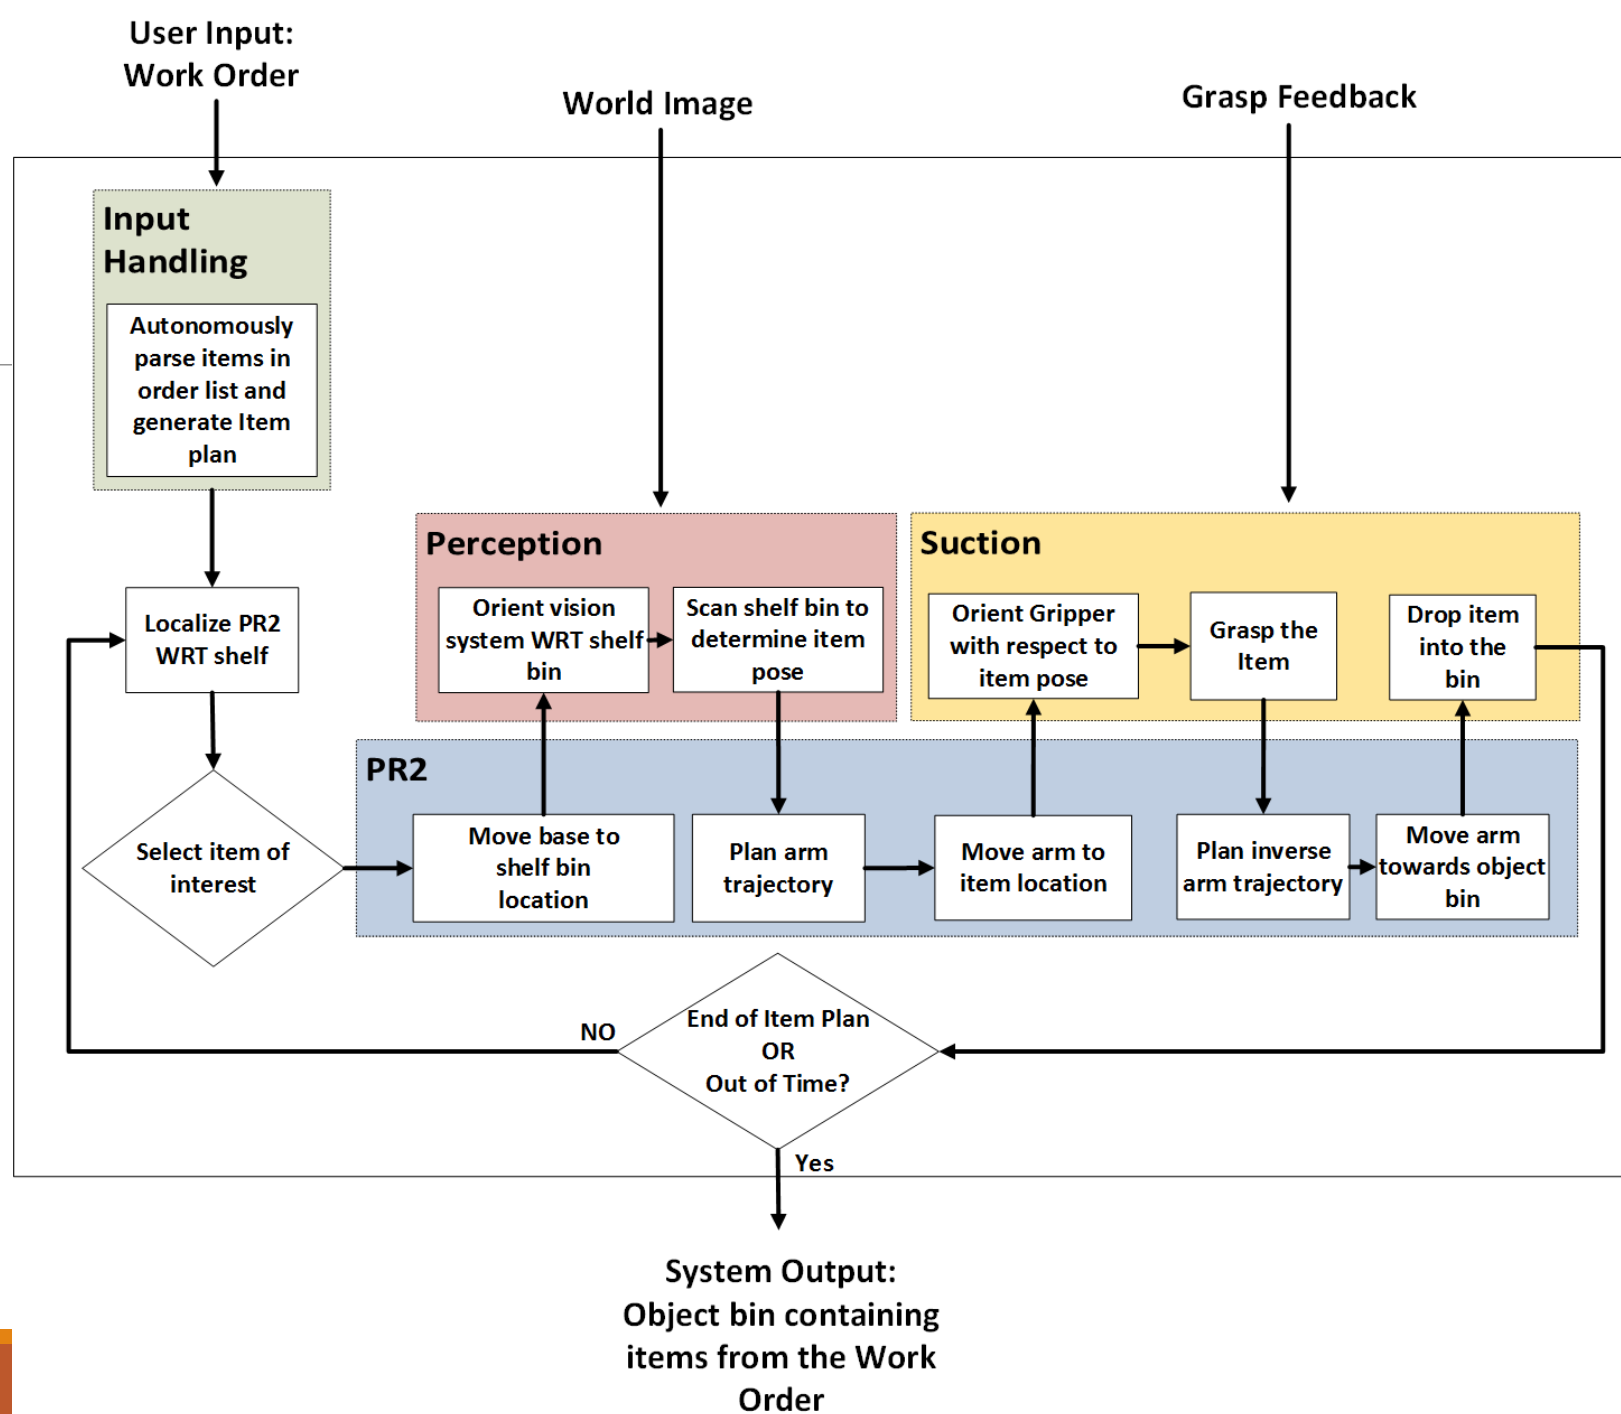 User Input:
Work Order
World Image
Grasp Feedback
Input
Handling
Autonomously
parse items in
order list and
generate Item
plan
Localize PR2
WRT shelf
Select item of
interest
Perception
Orient vision
system WRT shelf
bin
Scan shelf bin to
determine item
pose
Suction
Orient Gripper
with respect to
item pose
Grasp the
Item
Drop item
into the
bin
PR2
Move base to
shelf bin
location
Plan arm
trajectory
Move arm to
item location
Plan inverse
arm trajectory
Move arm
towards object
bin
End of Item Plan
OR
Out of Time?
NO
Yes
System Output:
Object bin containing
items from the Work
Order